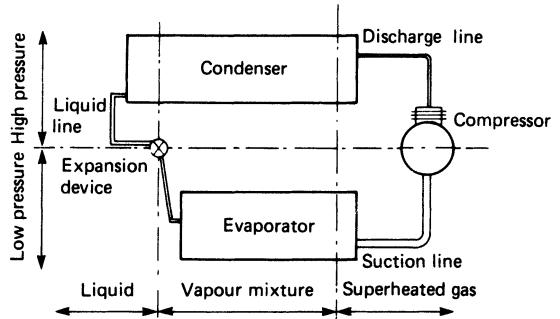 Discharge line
Condenser
Liquid
line
Compressor
Expansion
device
Low pressure High pressure
Evaporator
Suction line
Liquid
Vapour mixture
Superheated gas